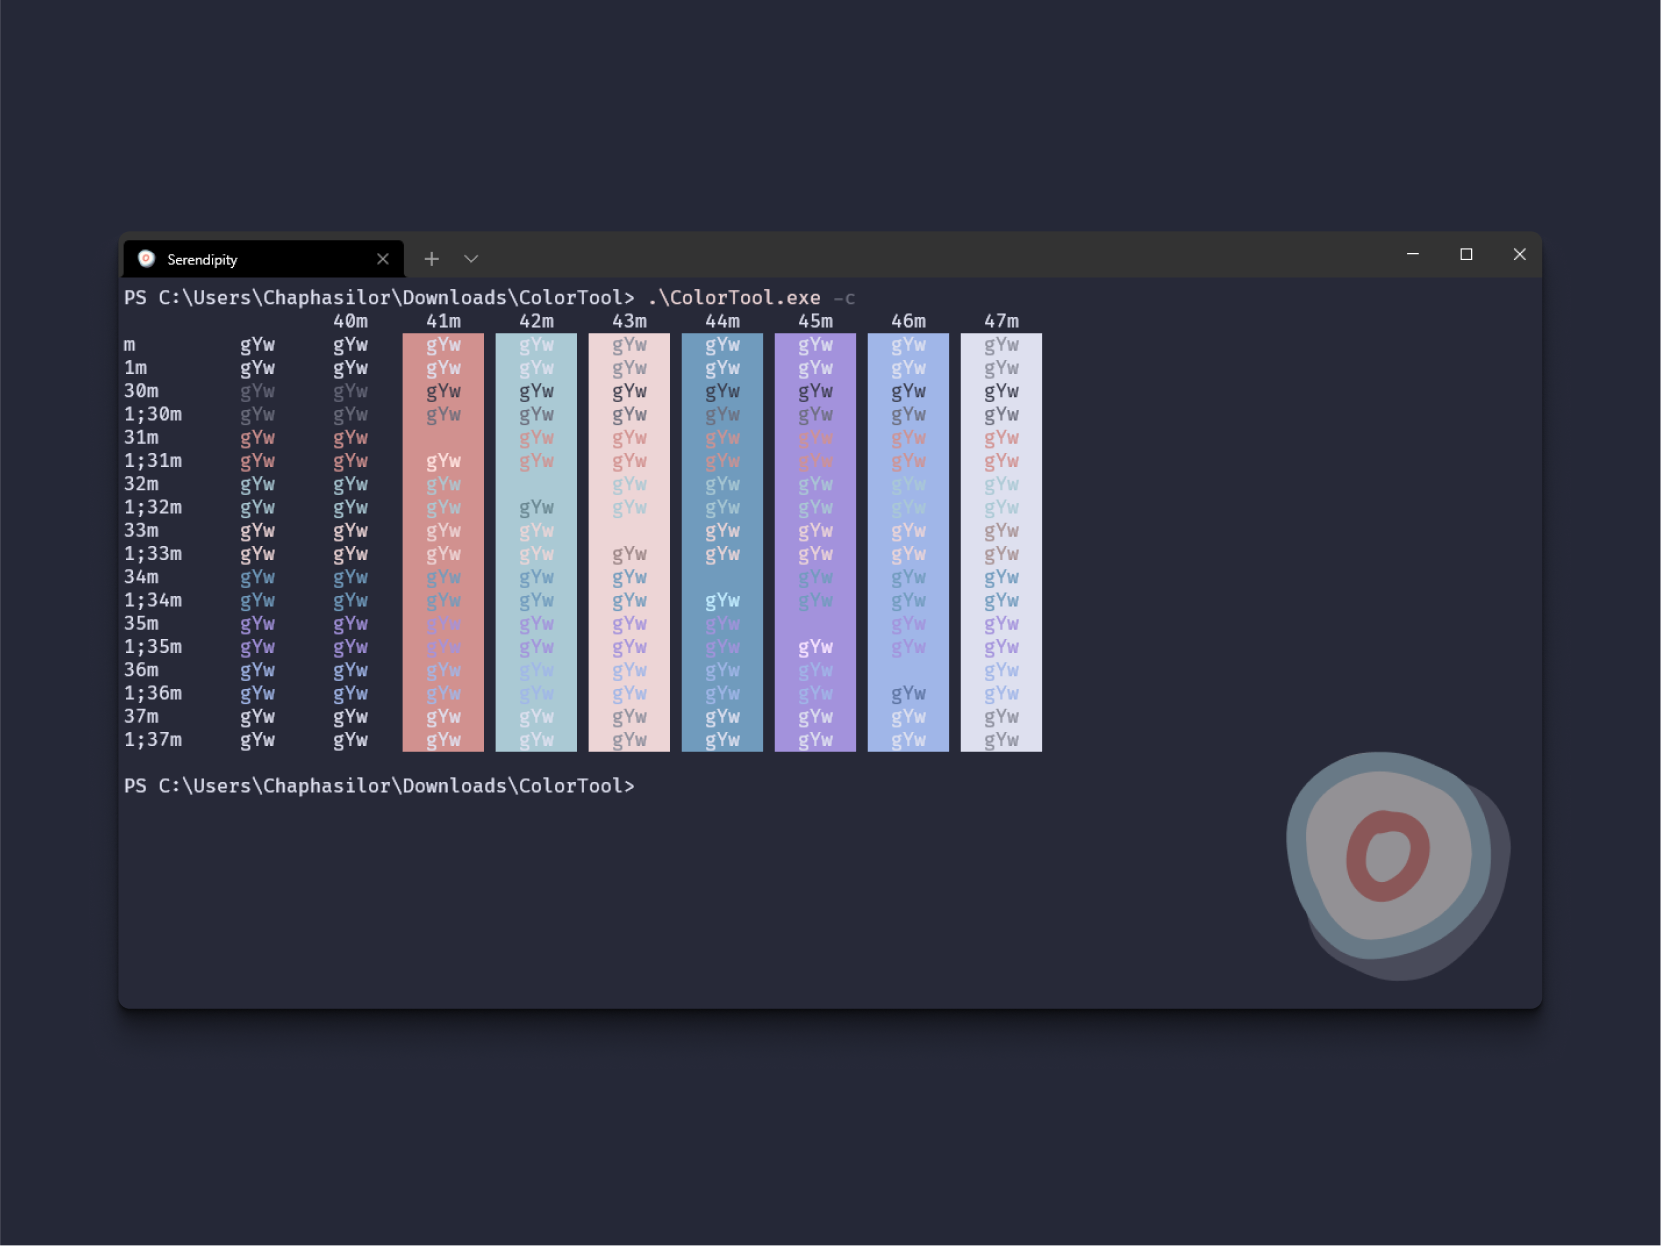 Serendipity
PS C:\Users\Chaphasilor\Downloads\ColorTool> .\ColorTool.exe -c
40m 41m 42m 43m 44m 45m 46m 47m
m gYw gYw gYw gYw gYw gYw gYw gYw gYw
1m gYw gYw gYw gYw gYw gYw gYw gYw gYw
30m gYw gYw gYw gYw gYw gYw gYw gYw gYw
1;30m gYw gYw gYw gYw gYw gYw gYw gYw gYw
31m gYw gYw gYw gYw gYw gYw gYw gYw
1;31m gYw gYw gYw gYw gYw gYw gYw gYw gYw
32m gYw gYw gYw gYw gYw gYw gYw gYw
1;32m gYw gYw gYw gYw gYw gYw gYw gYw gYw
33m gYw gYw gYw gYw gYw gYw gYw gYw
1;33m gYw gYw gYw gYw gYw gYw gYw gYw gYw
34m gYw gYw gYw gYw gYw gYw gYw gYw
1;34m gYw gYw gYw gYw gYw gYw gYw gYw gYw
35m gYw gYw gYw gYw gYw gYw gYw gYw
1;35m gYw gYw gYw gYw gYw gYw gYw gYw gYw
36m gYw gYw gYw gYw gYw gYw gYw gYw
1;36m gYw gYw gYw gYw gYw gYw gYw gYw gYw
37m gYw gYw gYw gYw gYw gYw gYw gYw gYw
1;37m gYw gYw gYw gYw gYw gYw gYw gYw gYw
PS C:\Users\Chaphasilor\Downloads\ColorTool>